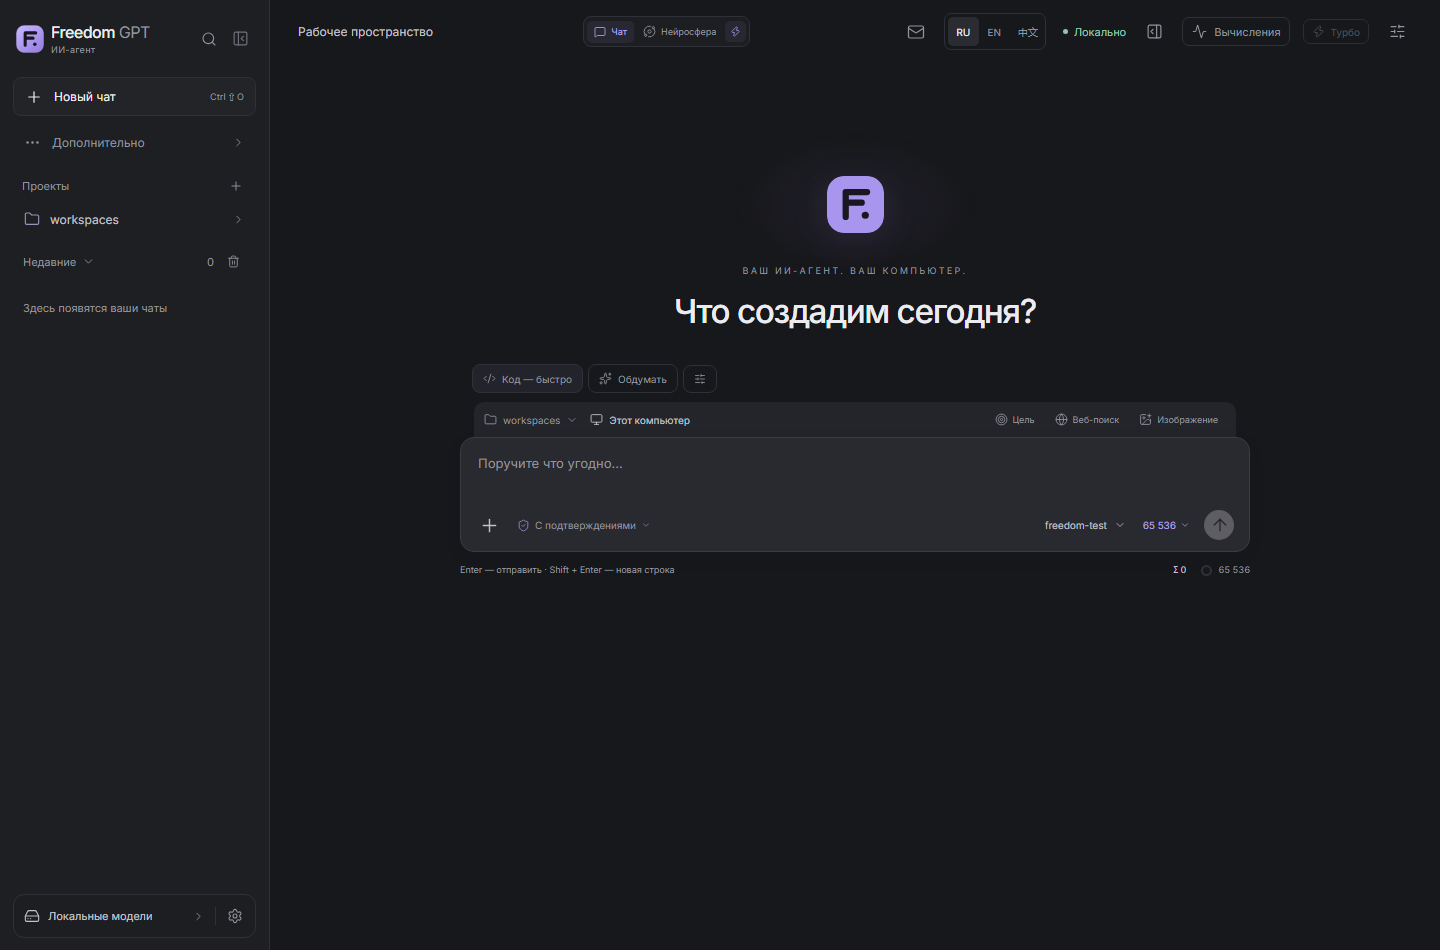 Freedom GPT
ИИ-агент
Новый чат
Ctrl ⇧ O
Дополнительно
Проекты
workspaces
Недавние
0
Здесь появятся ваши чаты
Локальные модели
Рабочее пространство
Чат
Нейросфера
RU
EN
中文
Локально
Вычисления
Турбо
F.
ВАШ ИИ-АГЕНТ. ВАШ КОМПЬЮТЕР.
Что создадим сегодня?
Код — быстро
Обдумать
workspaces
Этот компьютер
Цель
Веб-поиск
Изображение
Поручите что угодно...
С подтверждениями
freedom-test
65 536
Enter — отправить · Shift + Enter — новая строка
Σ 0
65 536